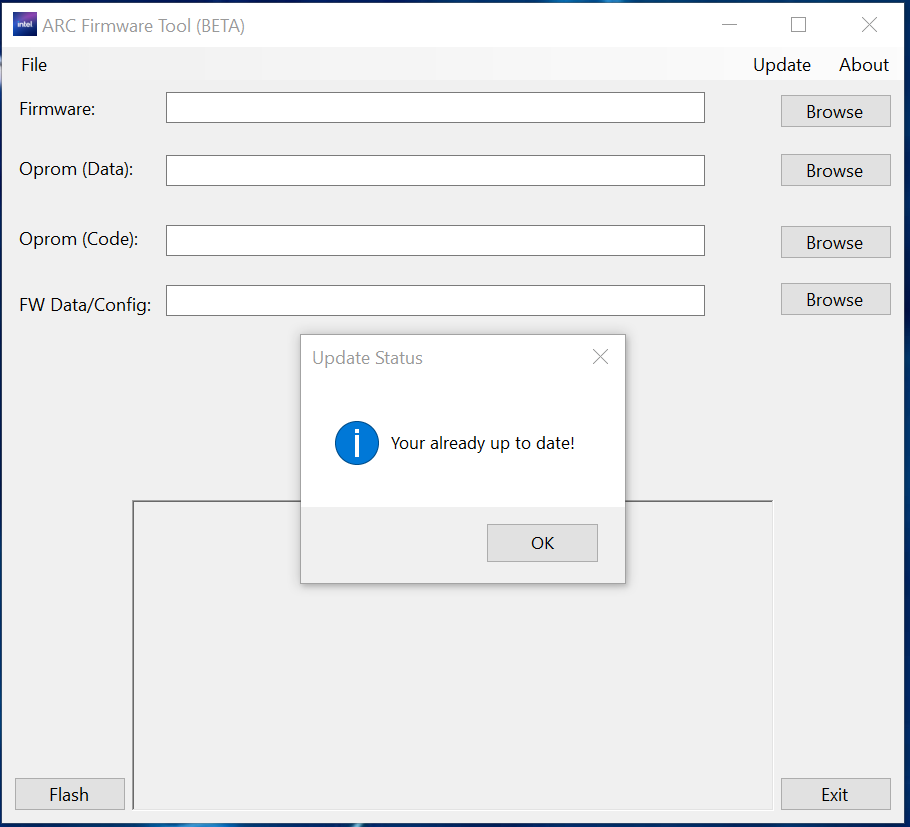 intel ARC Firmware Tool (BETA)
File Update About
Firmware: Browse
Oprom (Data): Browse
Oprom (Code): Browse
FW Data/Config: Browse
Update Status
i Your already up to date!
OK
Flash Exit